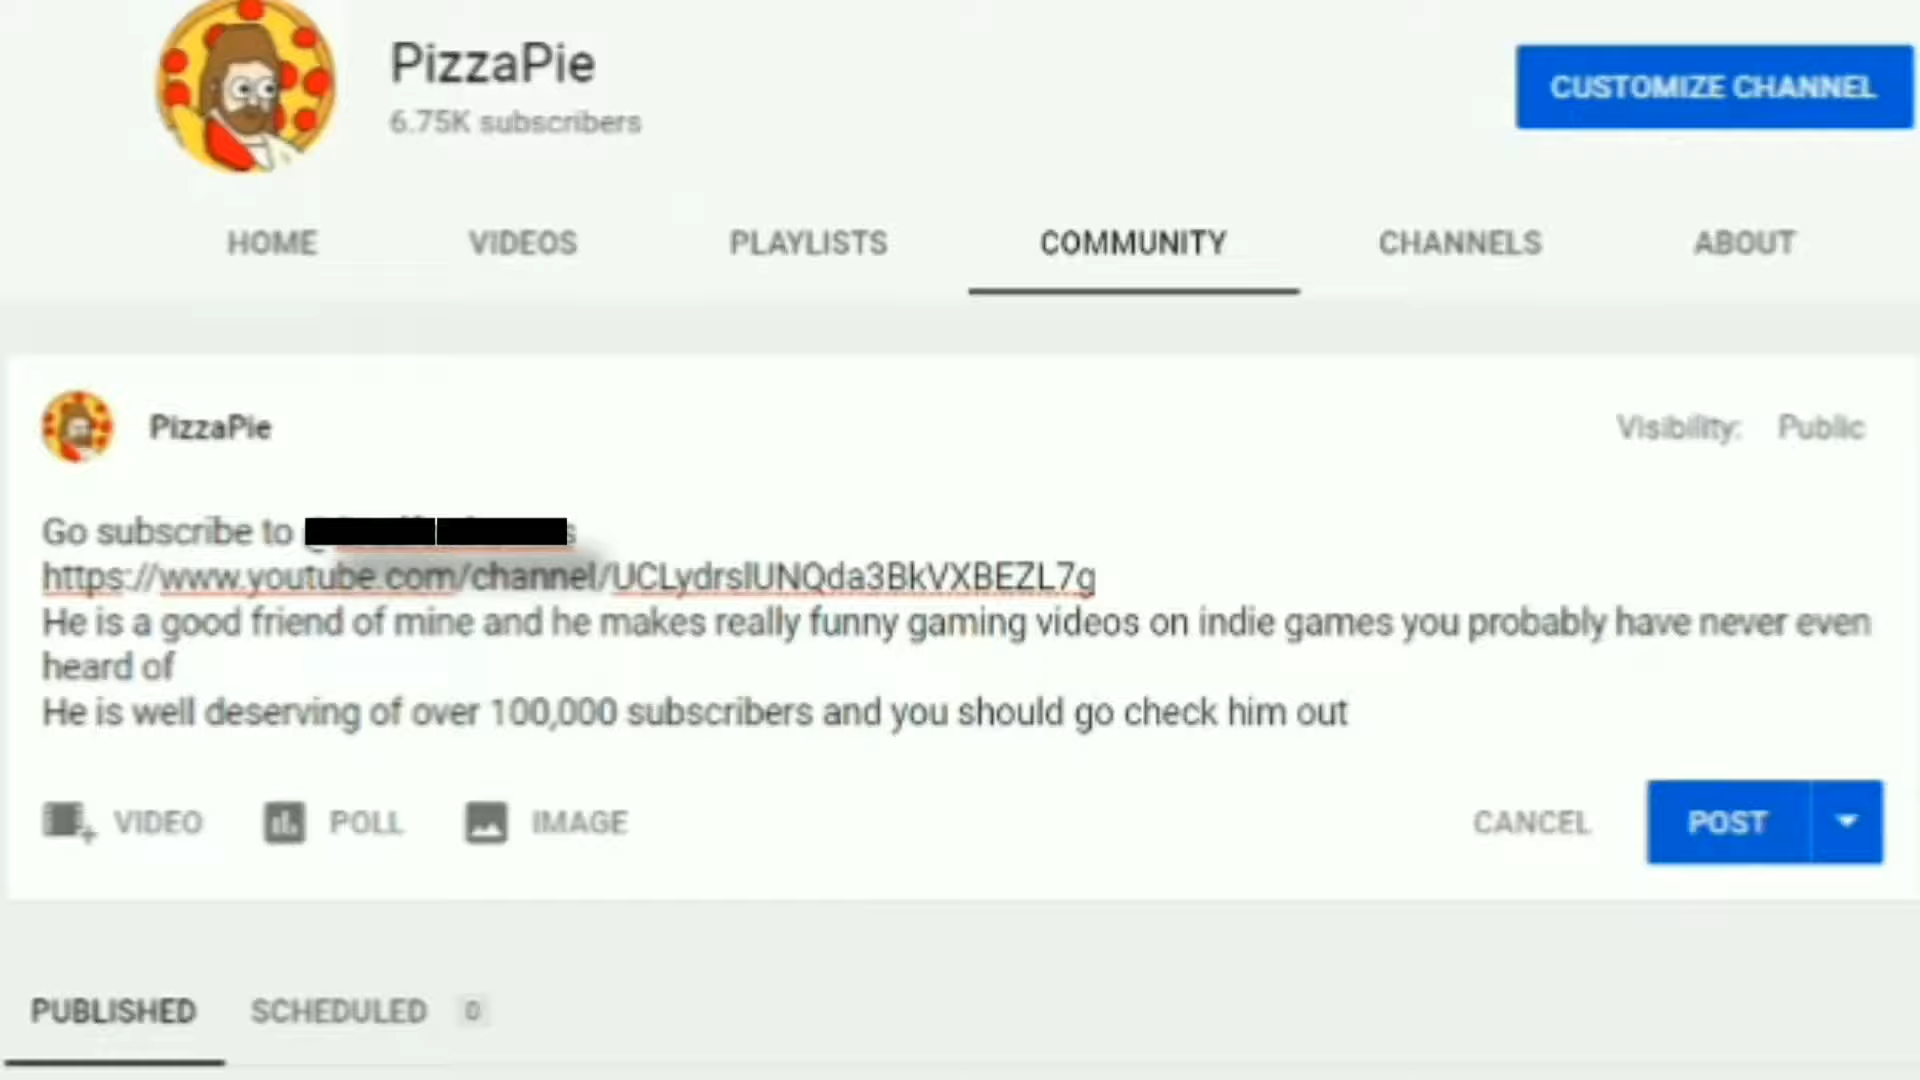 PizzaPie
6.75K subscribers
CUSTOMIZE CHANNEL
HOME VIDEOS PLAYLISTS COMMUNITY CHANNELS ABOUT
PizzaPie
Visibility: Public
Go subscribe to
https://www.youtube.com/channel/UCLydrslUNQda3BkVXBEZL7g
He is a good friend of mine and he makes really funny gaming videos on indie games you probably have never even
heard of
He is well deserving of over 100,000 subscribers and you should go check him out
VIDEO POLL IMAGE CANCEL POST
PUBLISHED SCHEDULED 0